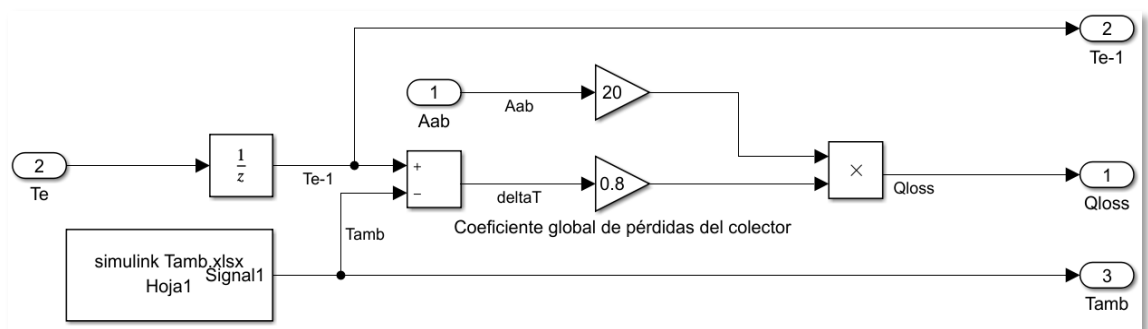 2
Te-1
1
Aab
Aab
20
2
Te
1
z
Te-1
+
−
deltaT
0.8
×
Qloss
1
Qloss
Coeficiente global de pérdidas del colector
Tamb
simulink Tamb.xlsx
Signal1
Hoja1
3
Tamb